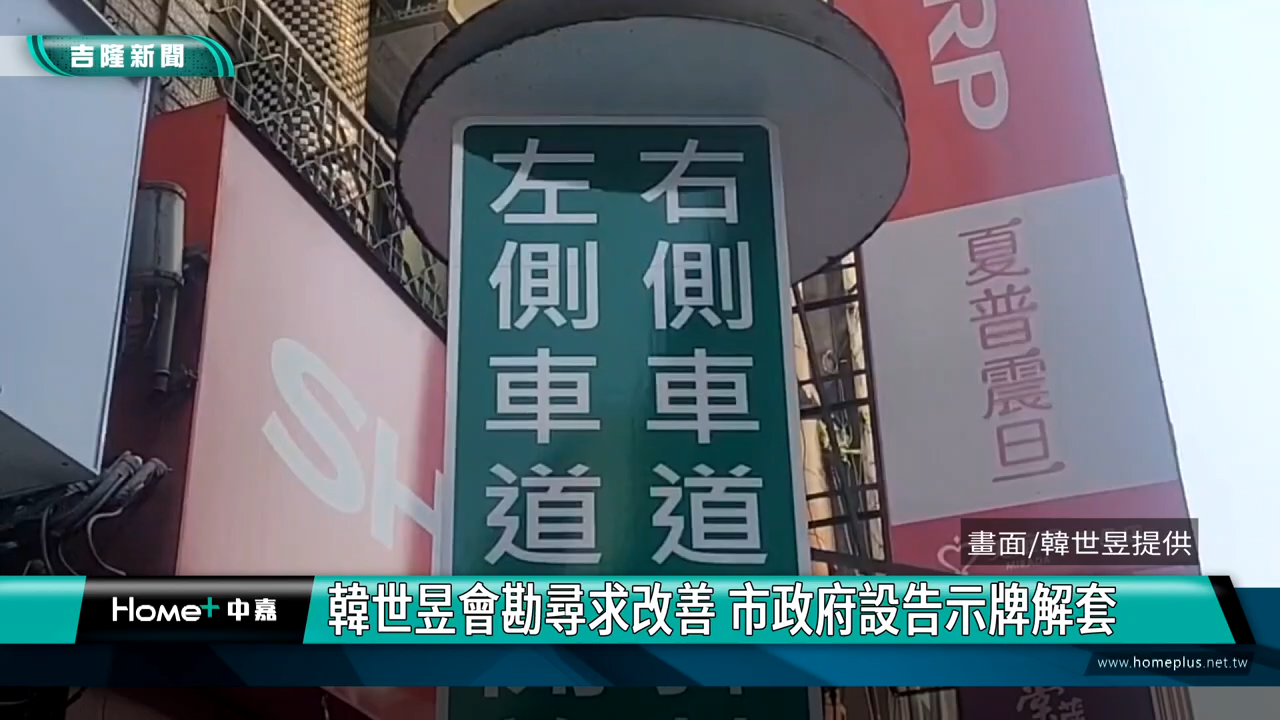 吉隆新聞
左側車道
右側車道
SH
RP
夏普震旦
畫面/韓世昱提供
Home+中嘉
韓世昱會勘尋求改善 市政府設告示牌解套
www.homeplus.net.tw